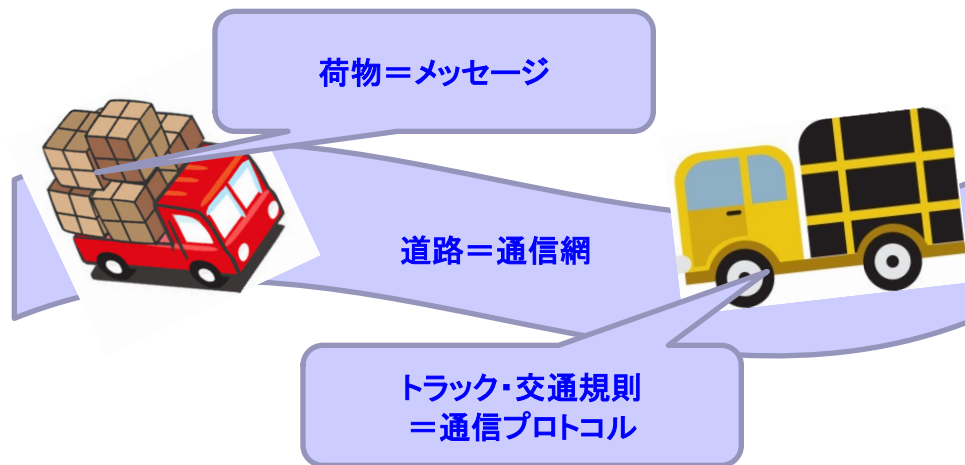 荷物＝メッセージ
道路＝通信網
トラック・交通規則
＝通信プロトコル